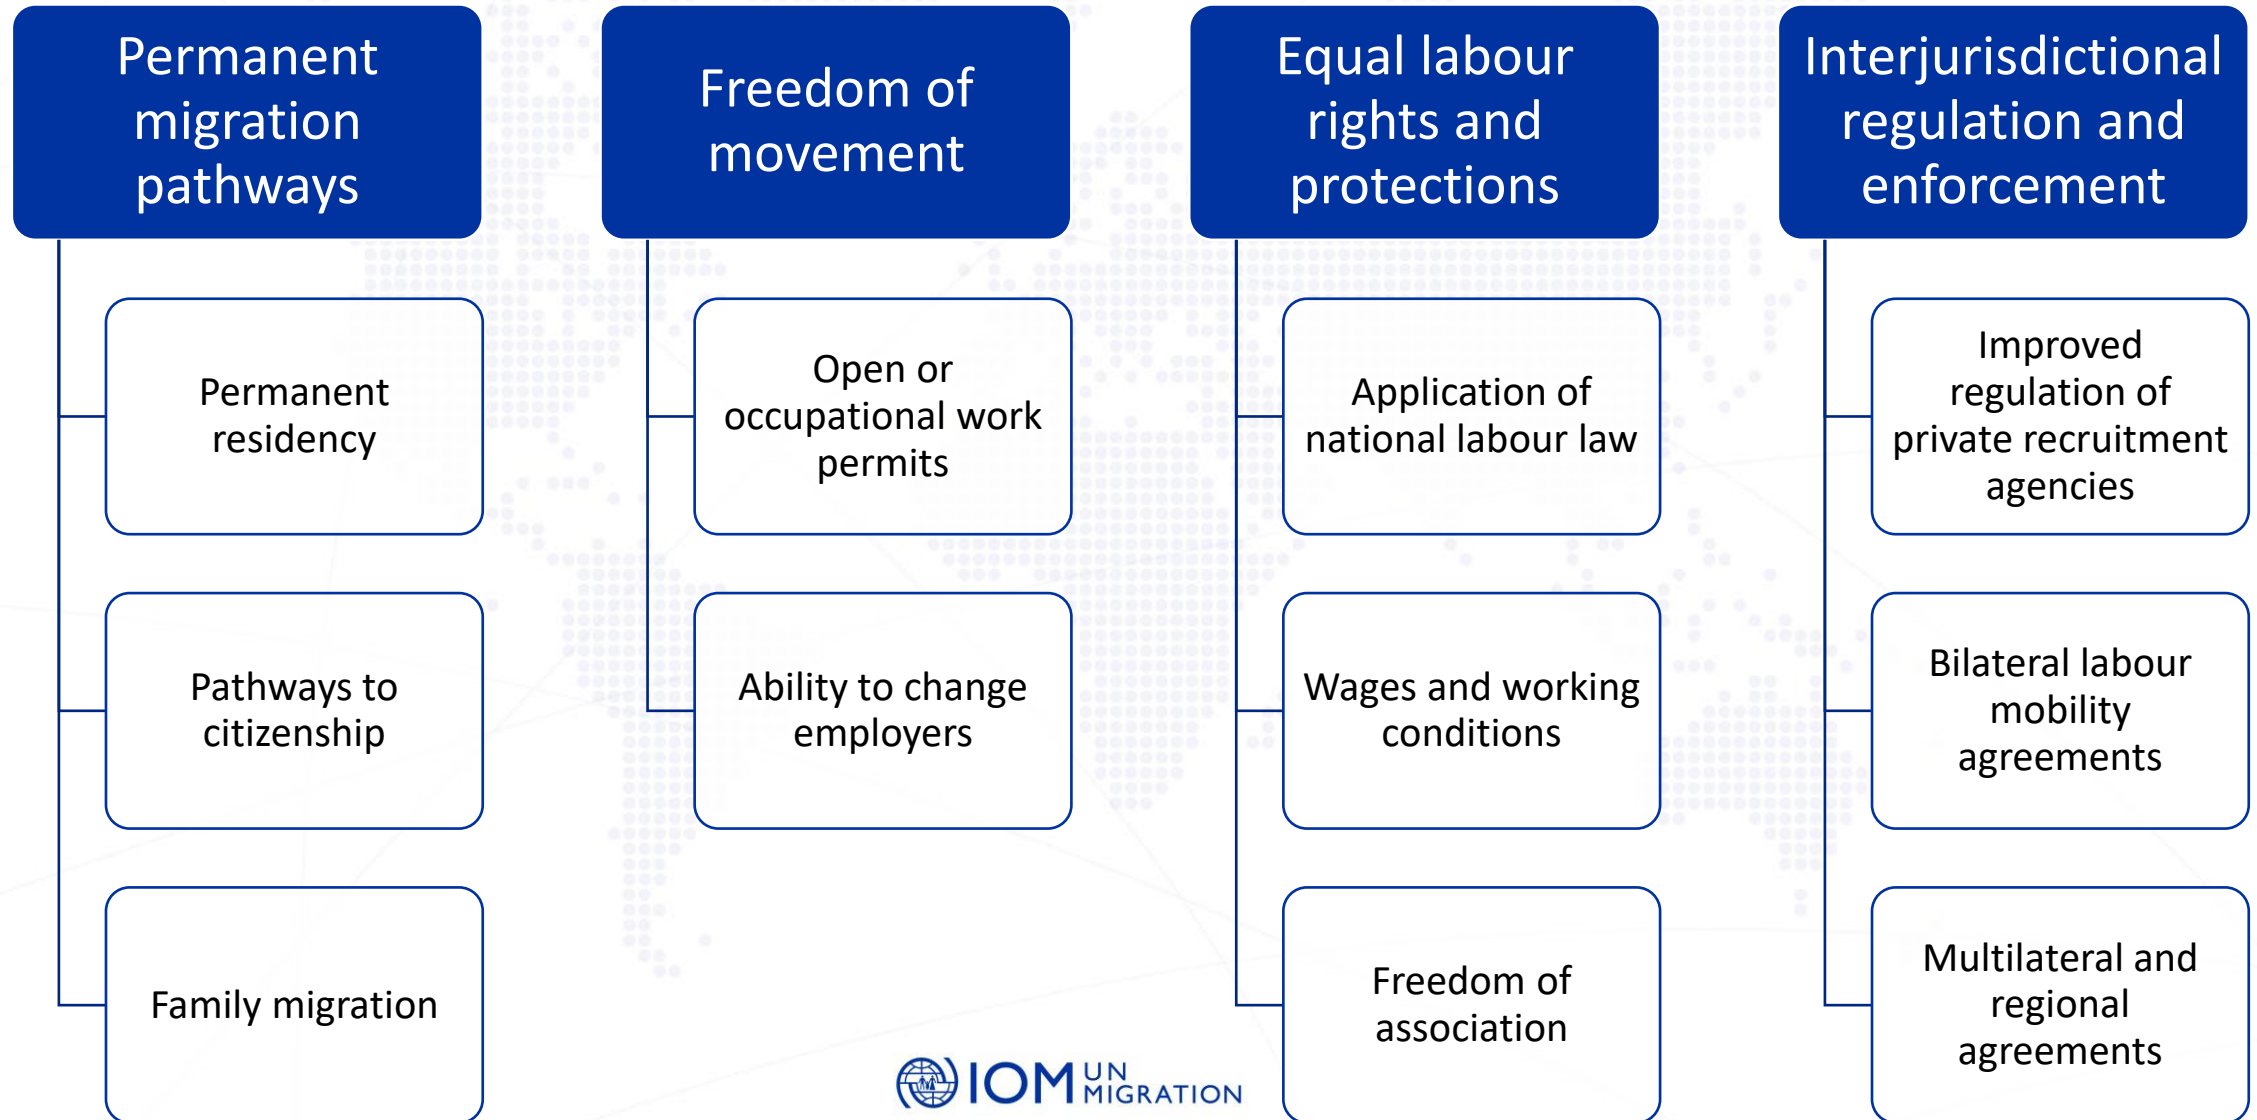 Permanent
migration
pathways
Permanent
residency
Pathways to
citizenship
Family migration
Freedom of
movement
Open or
occupational work
permits
Ability to change
employers
Equal labour
rights and
protections
Application of
national labour law
Wages and working
conditions
Freedom of
association
Interjurisdictional
regulation and
enforcement
Improved
regulation of
private recruitment
agencies
Bilateral labour
mobility
agreements
Multilateral and
regional
agreements
IOM UN
MIGRATION